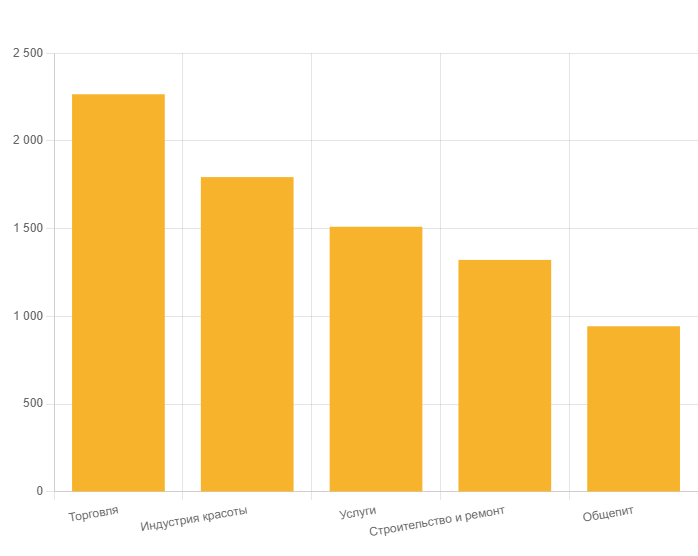 2 500
2 000
1 500
1 000
500
0
Торговля
Индустрия красоты
Услуги
Строительство и ремонт
Общепит